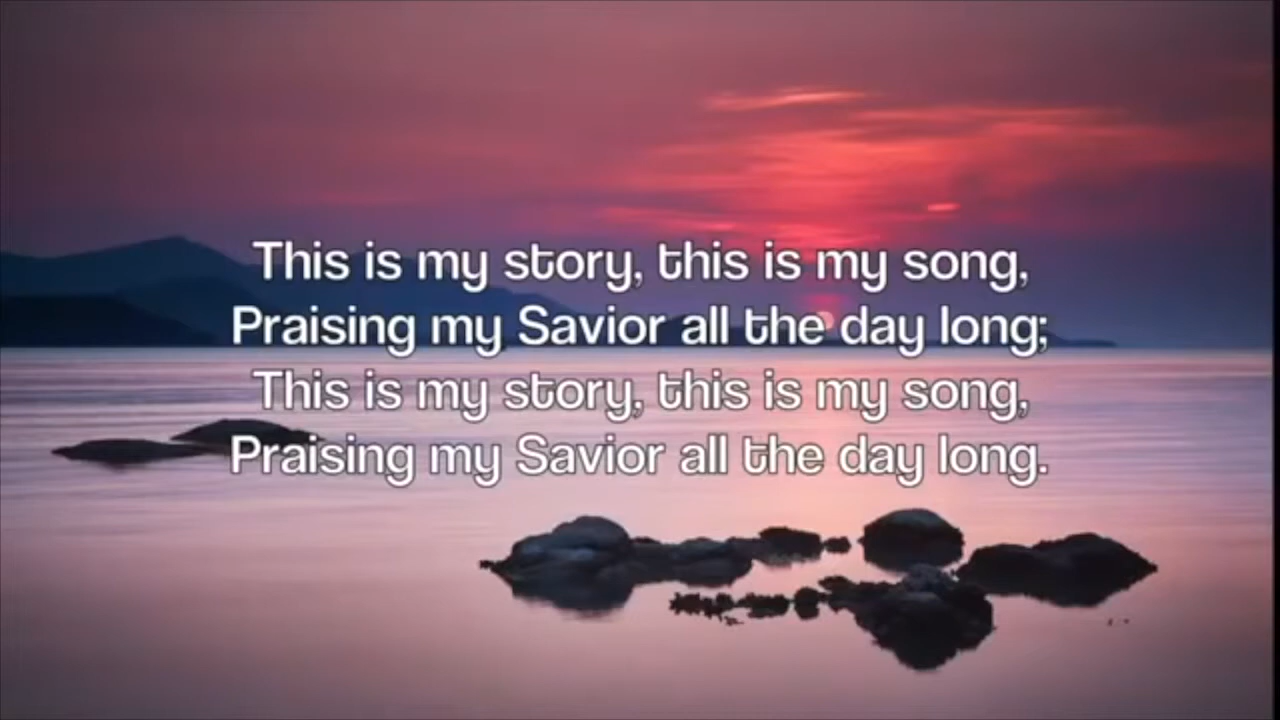 This is my story, this is my song,
Praising my Savior all the day long;
This is my story, this is my song,
Praising my Savior all the day long.